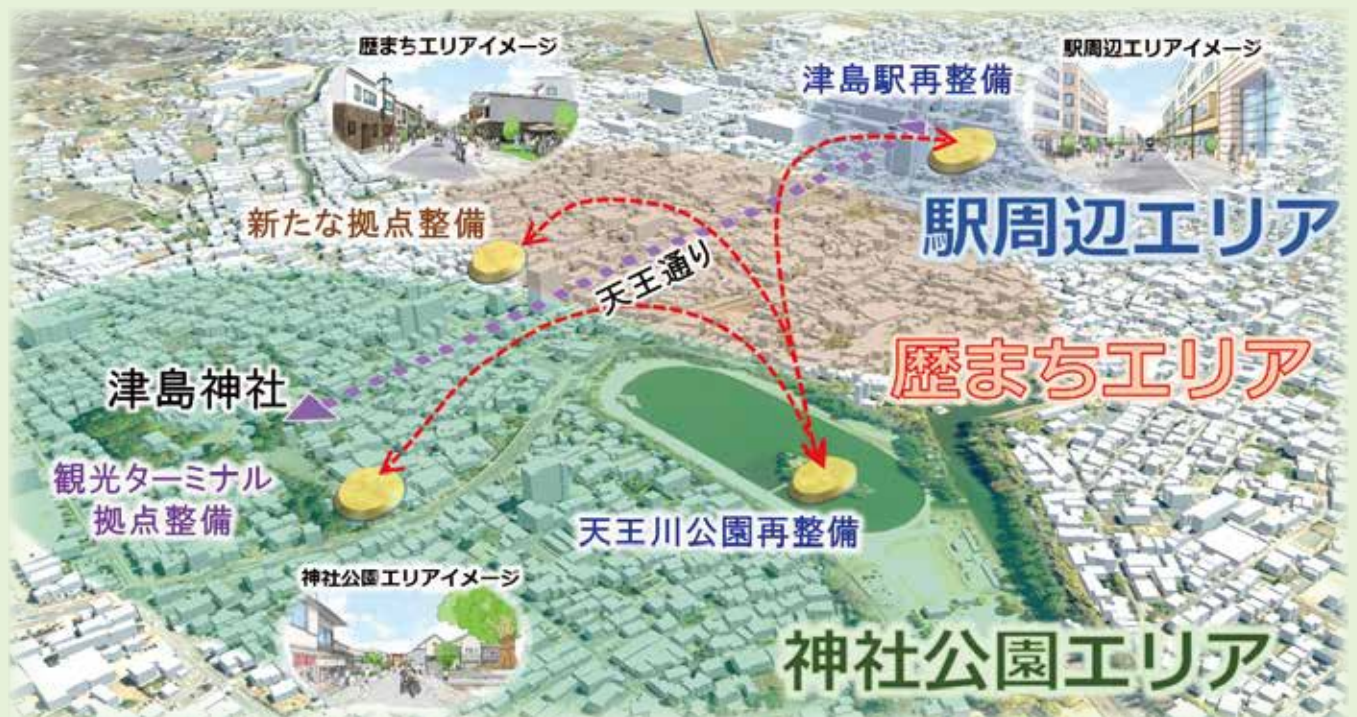 歴まちエリアイメージ
駅周辺エリアイメージ
津島駅再整備
新たな拠点整備
駅周辺エリア
天王通り
歴まちエリア
津島神社
観光ターミナル
拠点整備
天王川公園再整備
神社公園エリアイメージ
神社公園エリア